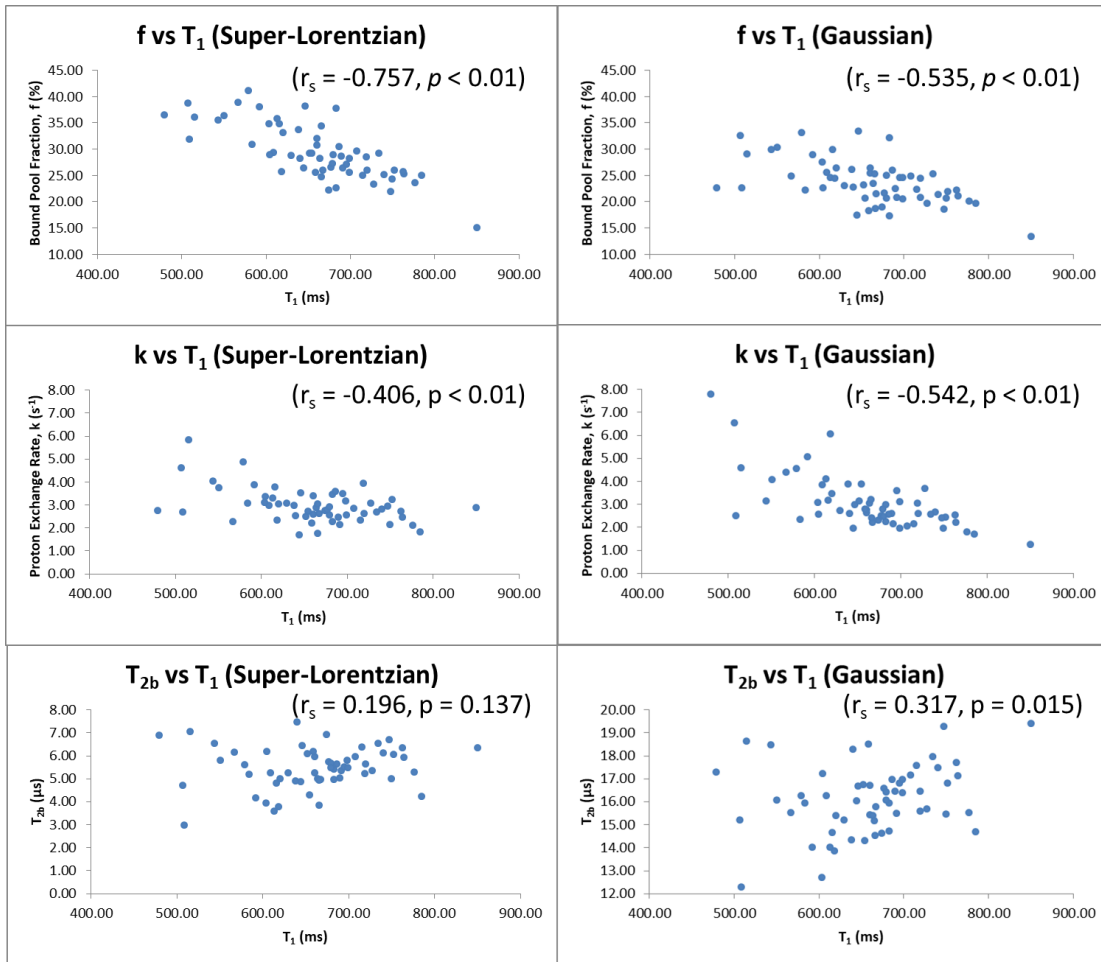 f vs T₁ (Super-Lorentzian)
(rₛ = -0.757, p < 0.01)
Bound Pool Fraction, f (%)
45.00
40.00
35.00
30.00
25.00
20.00
15.00
10.00
400.00 500.00 600.00 700.00 800.00 900.00
T₁ (ms)
f vs T₁ (Gaussian)
(rₛ = -0.535, p < 0.01)
Bound Pool Fraction, f (%)
45.00
40.00
35.00
30.00
25.00
20.00
15.00
10.00
400.00 500.00 600.00 700.00 800.00 900.00
T₁ (ms)
k vs T₁ (Super-Lorentzian)
(rₛ = -0.406, p < 0.01)
Proton Exchange Rate, k (s⁻¹)
8.00
7.00
6.00
5.00
4.00
3.00
2.00
1.00
0.00
400.00 500.00 600.00 700.00 800.00 900.00
T₁ (ms)
k vs T₁ (Gaussian)
(rₛ = -0.542, p < 0.01)
Proton Exchange Rate, k (s⁻¹)
8.00
7.00
6.00
5.00
4.00
3.00
2.00
1.00
0.00
400.00 500.00 600.00 700.00 800.00 900.00
T₁ (ms)
T₂b vs T₁ (Super-Lorentzian)
(rₛ = 0.196, p = 0.137)
T₂b (µs)
8.00
7.00
6.00
5.00
4.00
3.00
2.00
1.00
0.00
400.00 500.00 600.00 700.00 800.00 900.00
T₁ (ms)
T₂b vs T₁ (Gaussian)
(rₛ = 0.317, p = 0.015)
T₂b (µs)
20.00
19.00
18.00
17.00
16.00
15.00
14.00
13.00
12.00
400.00 500.00 600.00 700.00 800.00 900.00
T₁ (ms)